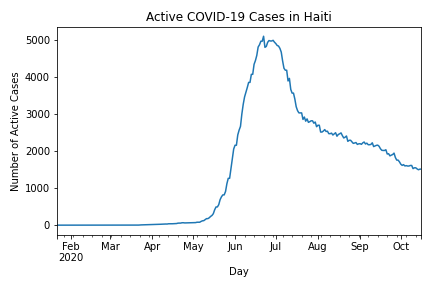 Active COVID-19 Cases in Haiti
Number of Active Cases
5000
4000
3000
2000
1000
0
Feb Mar Apr May Jun Jul Aug Sep Oct
2020
Day